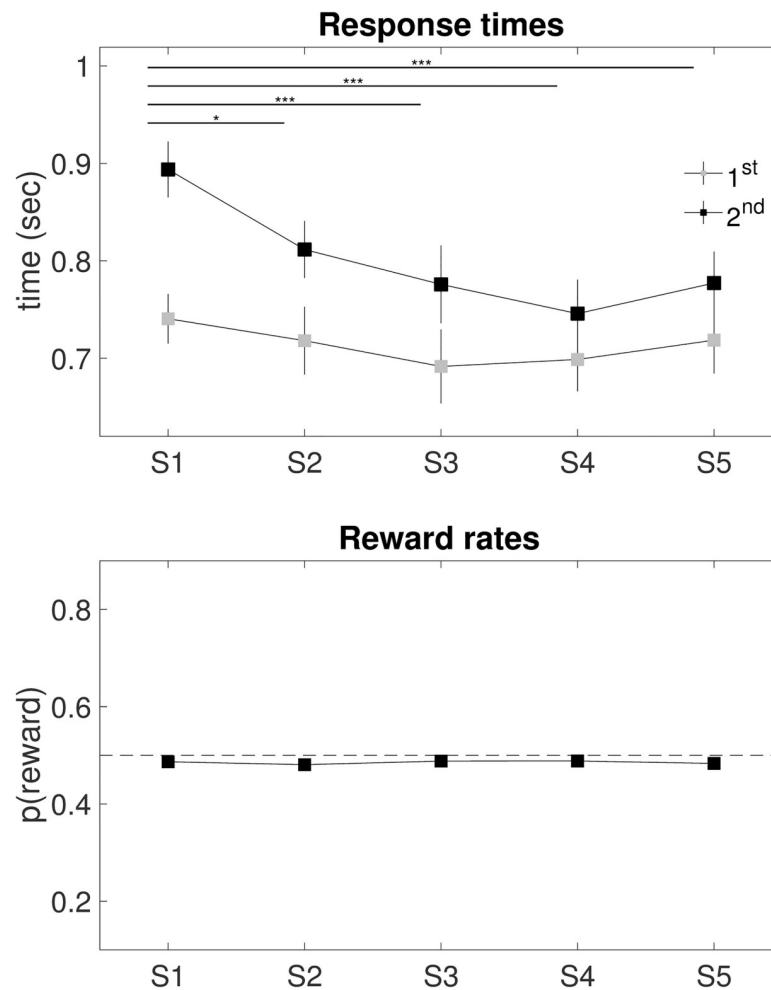 Response times
1
***
***
***
*
0.9
1st
2nd
0.8
0.7
time (sec)
S1 S2 S3 S4 S5
Reward rates
0.8
0.6
0.4
0.2
p(reward)
S1 S2 S3 S4 S5